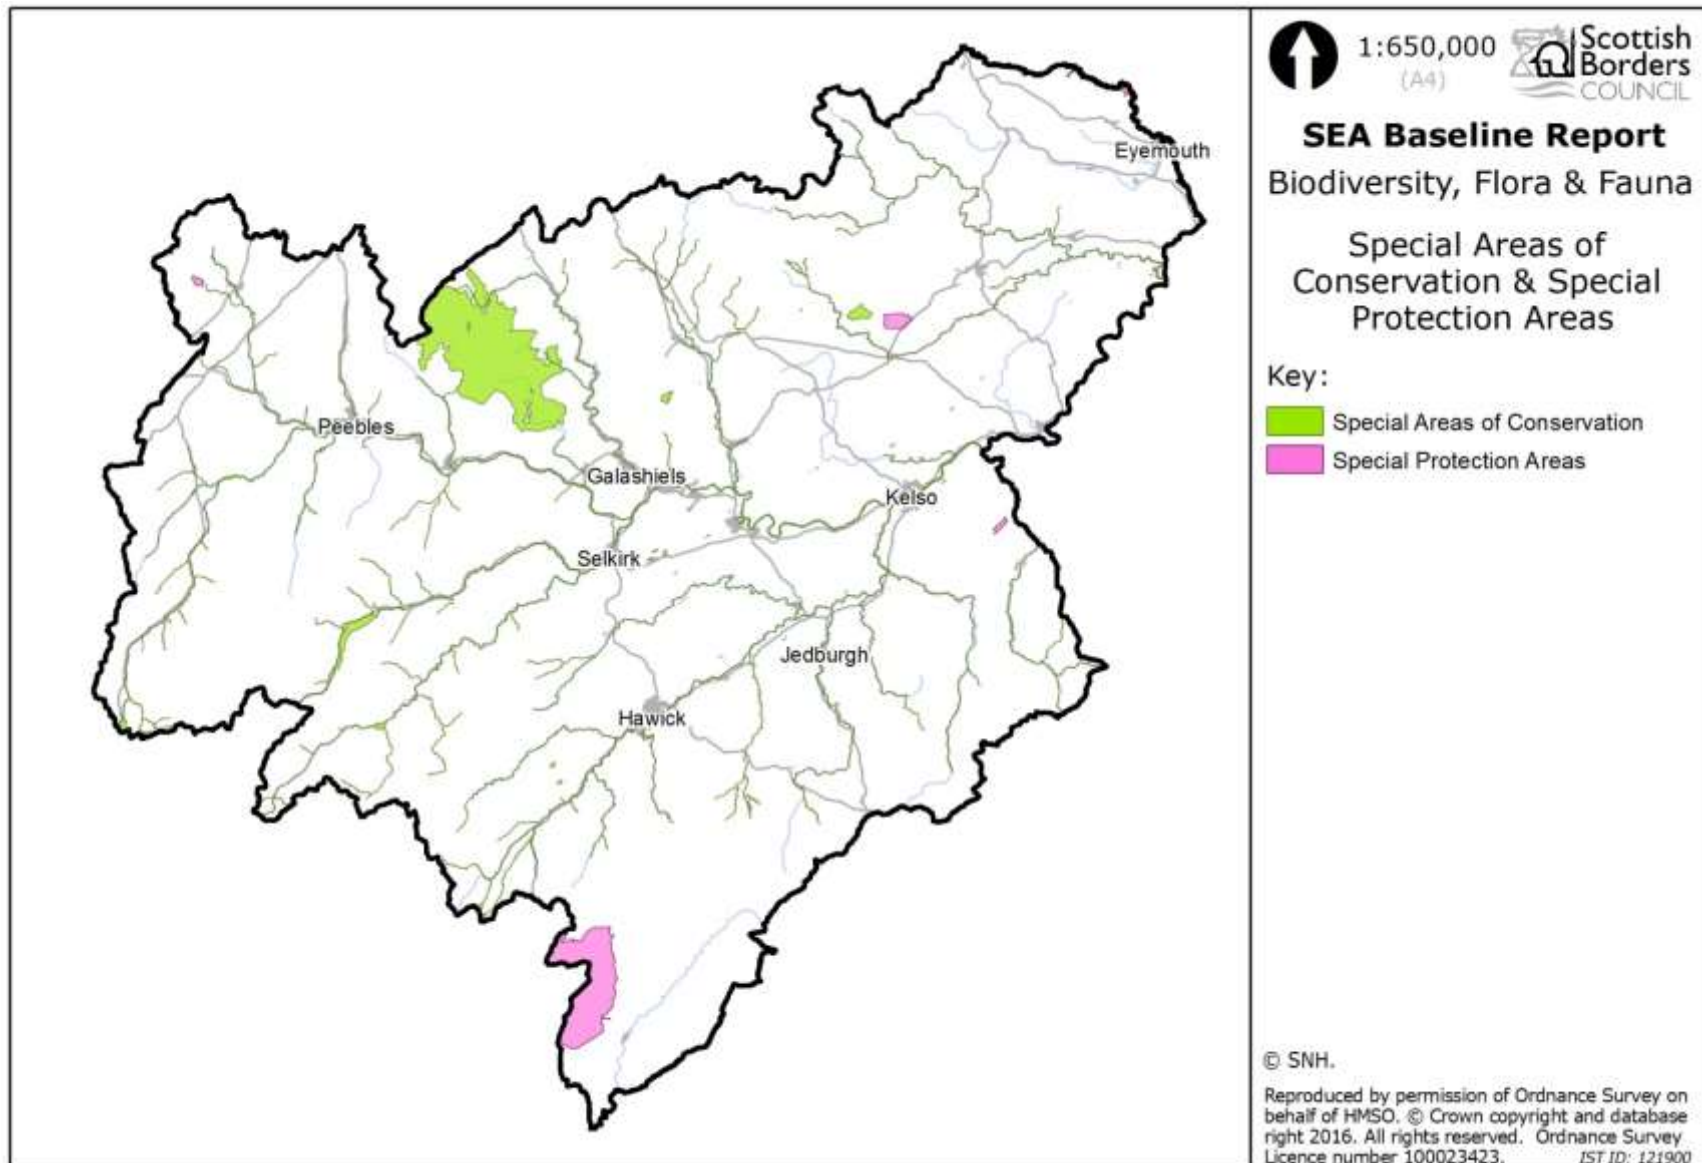 1:650,000
(A4)
Scottish
Borders
COUNCIL
SEA Baseline Report
Biodiversity, Flora & Fauna
Special Areas of
Conservation & Special
Protection Areas
Key:
Special Areas of Conservation
Special Protection Areas
Eyemouth
Peebles
Galashiels
Kelso
Selkirk
Jedburgh
Hawick
© SNH.
Reproduced by permission of Ordnance Survey on
behalf of HMSO. © Crown copyright and database
right 2016. All rights reserved. Ordnance Survey
Licence number 100023423. IST ID: 121900